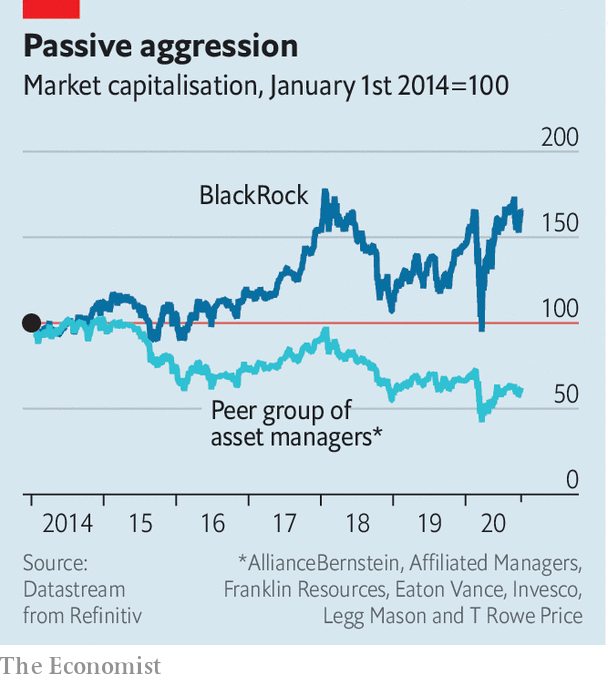 Passive aggression
Market capitalisation, January 1st 2014=100
200
BlackRock
150
100
Peer group of
asset managers*
50
0
2014 15 16 17 18 19 20
Source:
Datastream
from Refinitiv
*AllianceBernstein, Affiliated Managers,
Franklin Resources, Eaton Vance, Invesco,
Legg Mason and T Rowe Price
The Economist